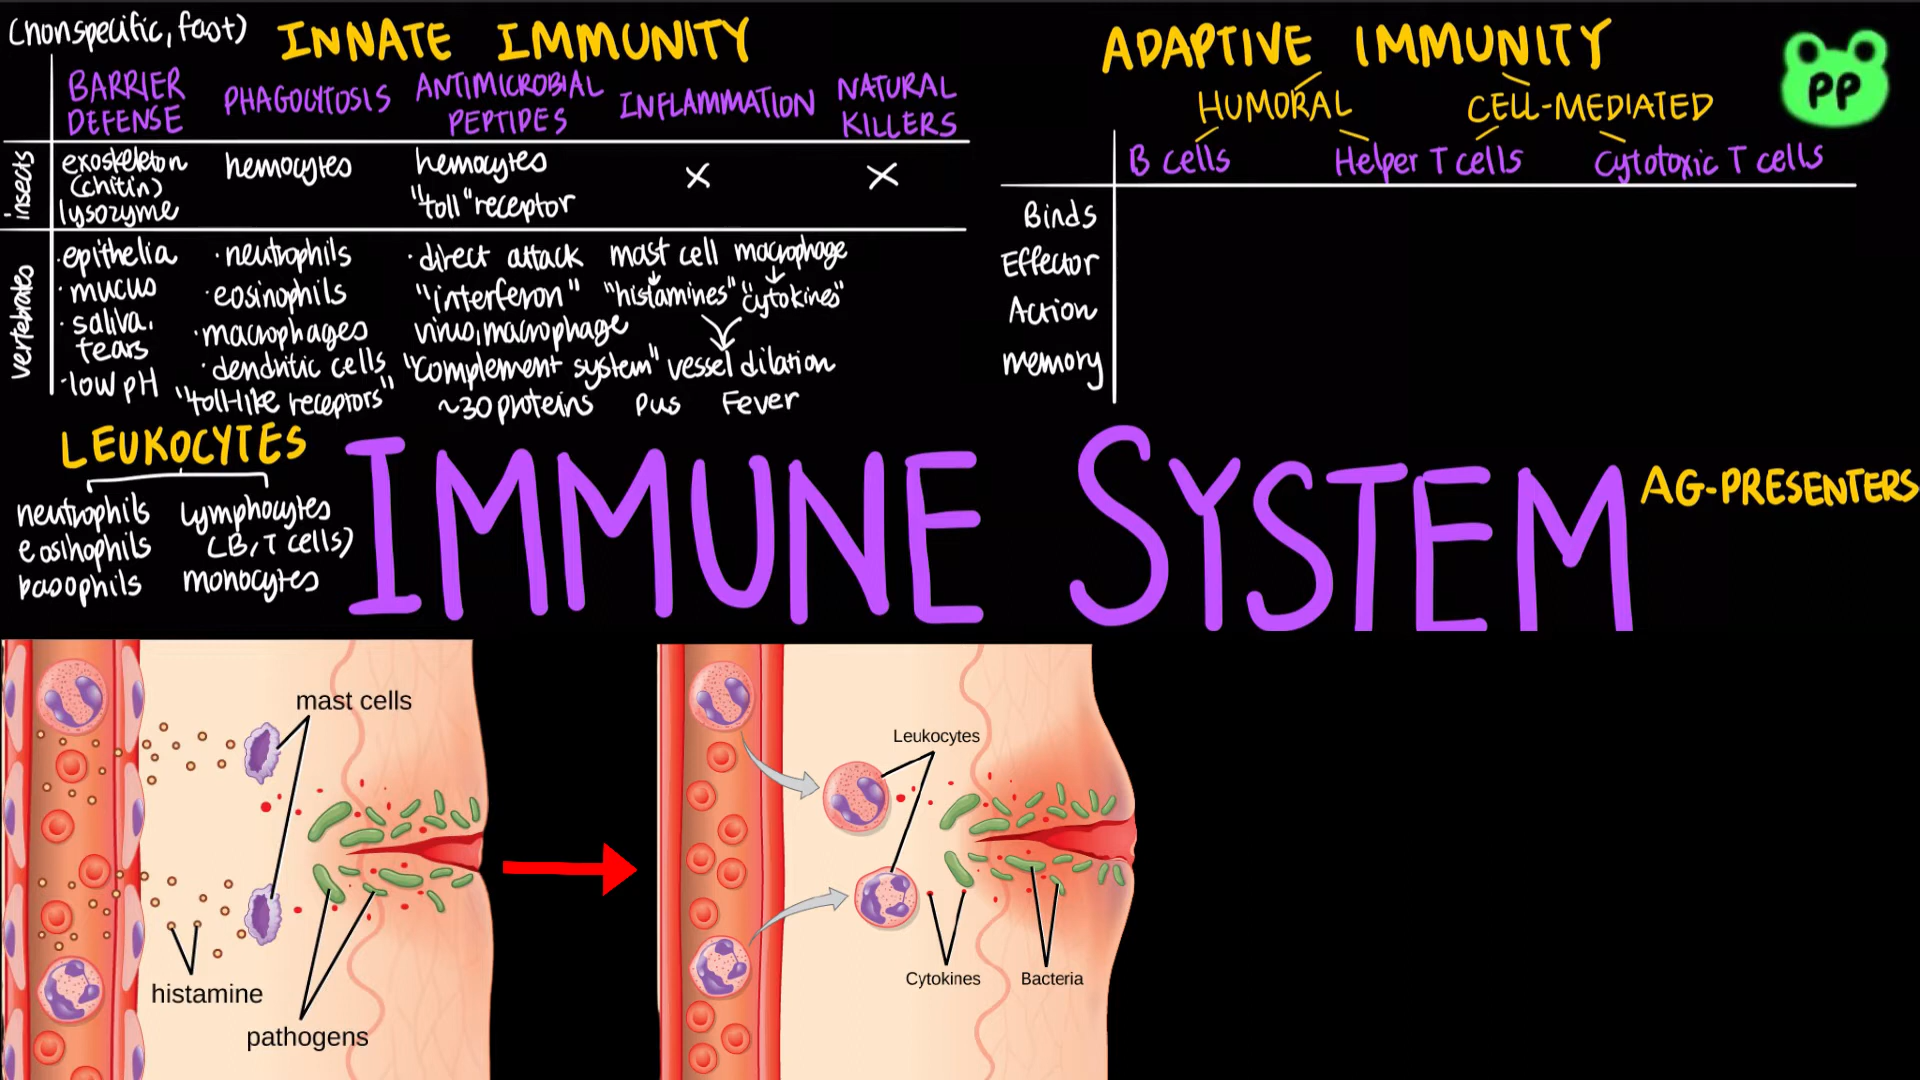 (nonspecific, fast) INNATE IMMUNITY
BARRIER DEFENSE
PHAGOCYTOSIS
ANTIMICROBIAL PEPTIDES
INFLAMMATION
NATURAL KILLERS
insects
exoskeleton
(chitin)
lysozyme
hemocytes
hemocytes
"toll" receptor
X
X
vertebrates
·epithelia
·mucus
·saliva,
tears
·low pH
·neutrophils
·eosinophils
·macrophages
·dendritic cells
"toll-like receptors"
·direct attack
"interferon"
virus, macrophage
"complement system"
~30 proteins
mast cell macrophage
"histamines" "cytokines"
vessel dilation
pus Fever
ADAPTIVE IMMUNITY
HUMORAL CELL-MEDIATED
B cells Helper T cells Cytotoxic T cells
Binds
Effector
Action
memory
PP
LEUKOCYTES
neutrophils
eosihophils
basophils
lymphocytes
(B, T cells)
monocytes
IMMUNE SYSTEM
AG-PRESENTERS
mast cells
histamine
pathogens
Leukocytes
Cytokines
Bacteria